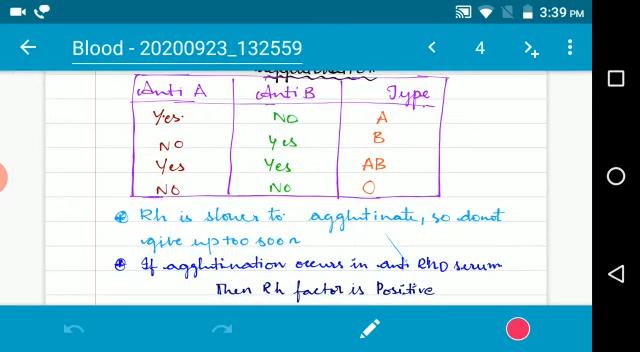 3:39 PM
Blood - 20200923_132559
4
agglutination
Anti A Anti B Type
Yes. NO A
NO Yes B
Yes Yes AB
NO NO O
Rh is slower to agglutinate, so donot
give up too soon
If agglutination occurs in anti RhD serum
Then Rh factor is Positive